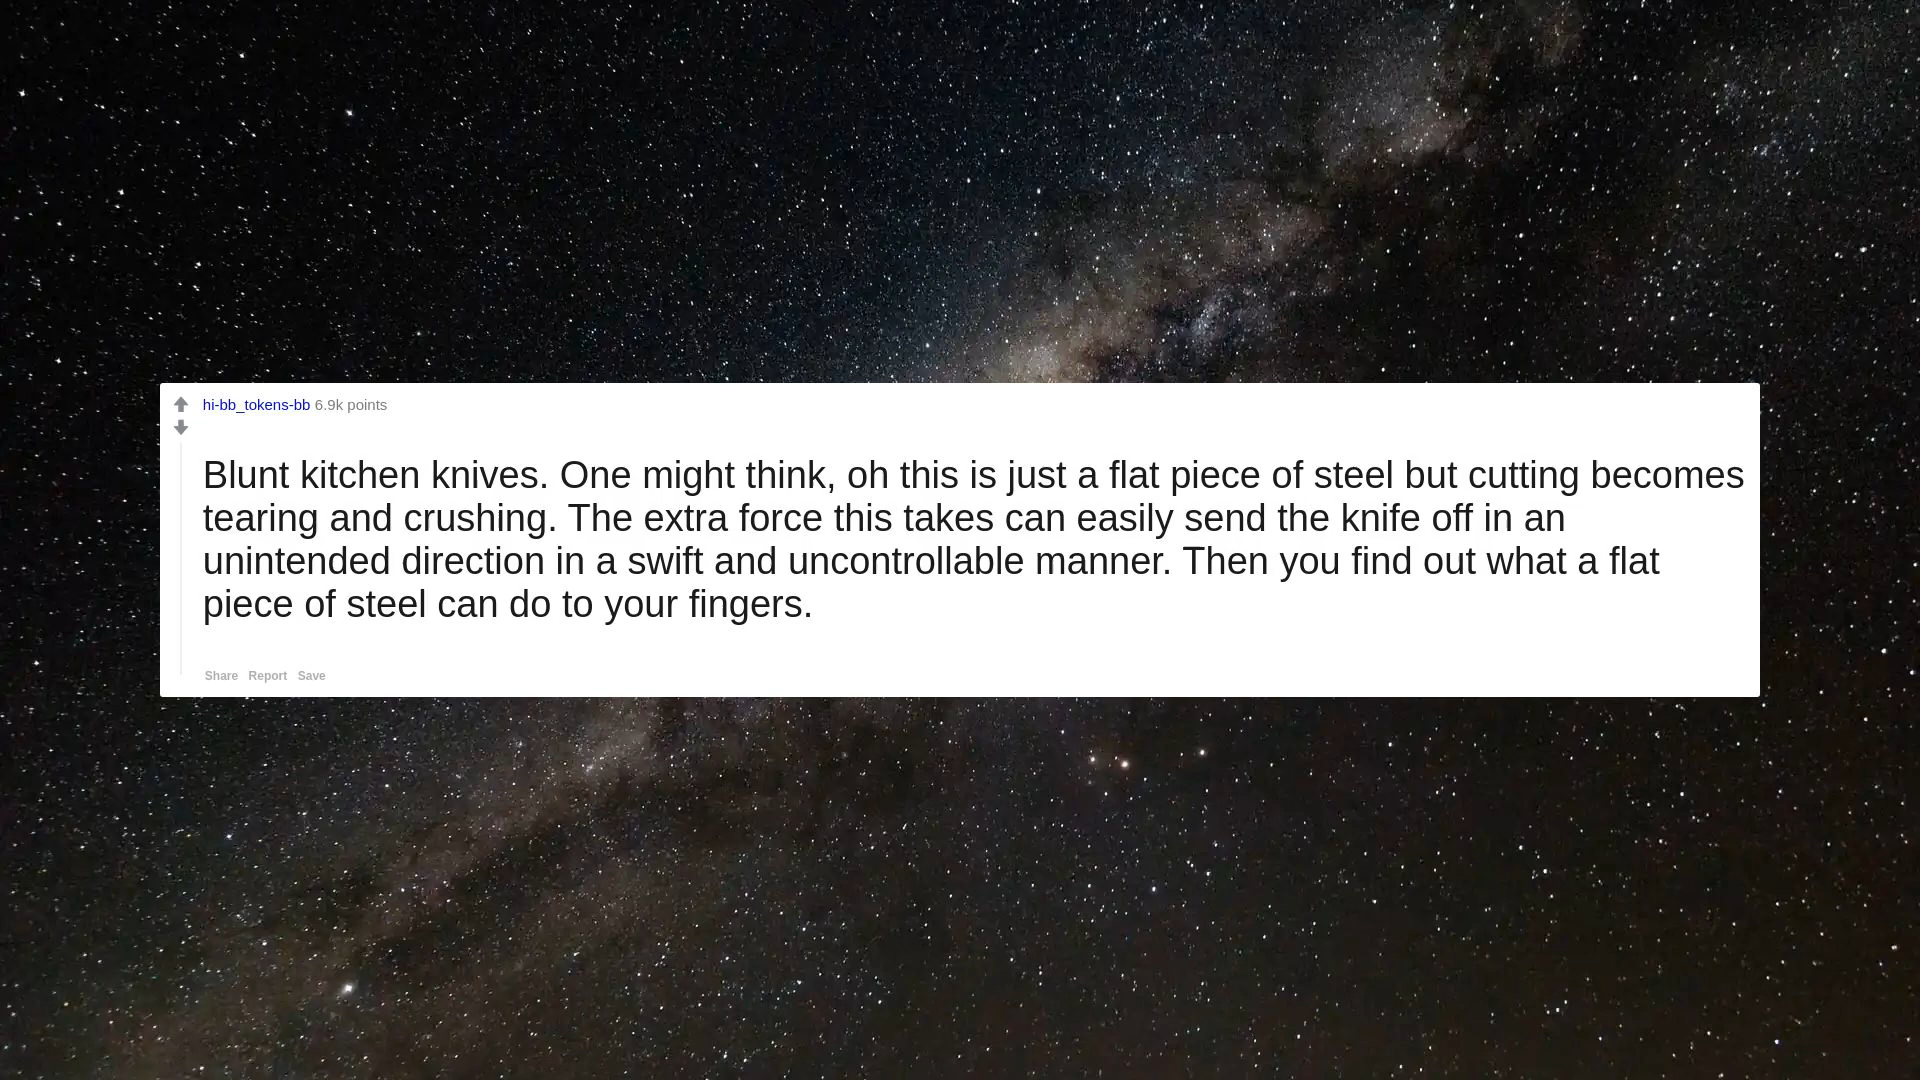 hi-bb_tokens-bb 6.9k points
Blunt kitchen knives. One might think, oh this is just a flat piece of steel but cutting becomes
tearing and crushing. The extra force this takes can easily send the knife off in an
unintended direction in a swift and uncontrollable manner. Then you find out what a flat
piece of steel can do to your fingers.
Share Report Save